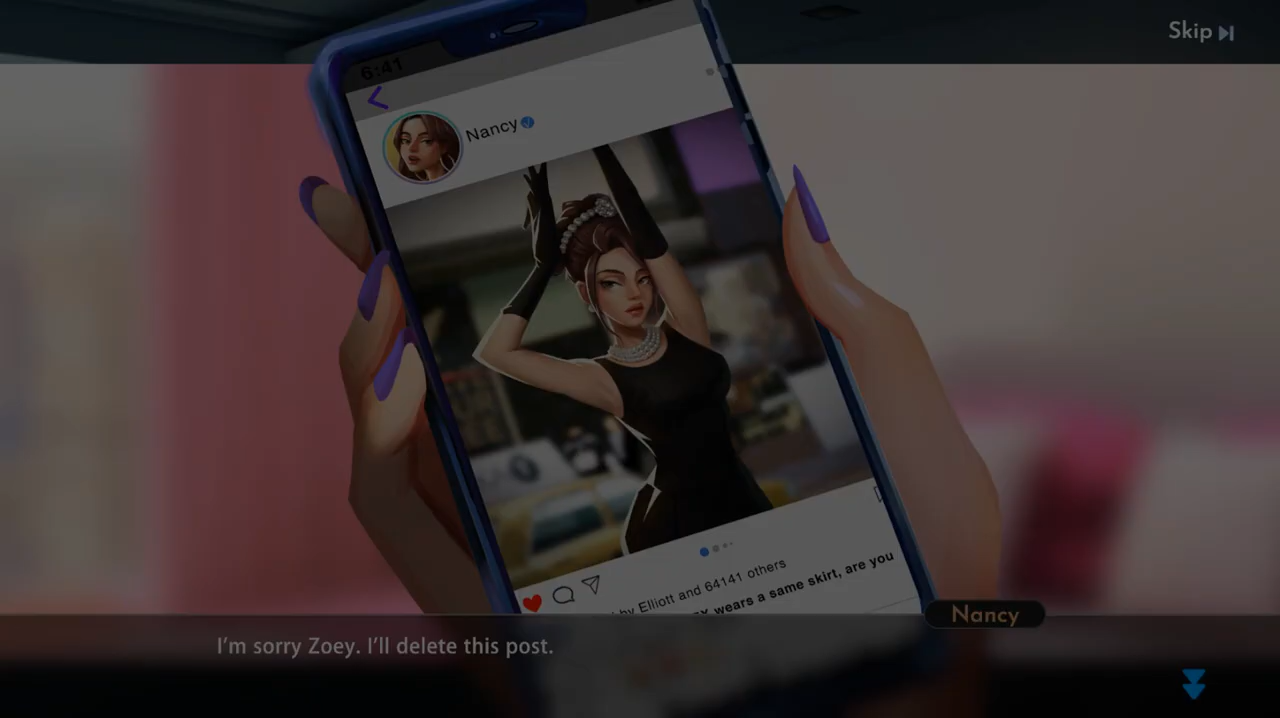 Skip
6:41
Nancy
by Elliott and 64141 others
wears a same skirt, are you
Nancy
I'm sorry Zoey. I'll delete this post.